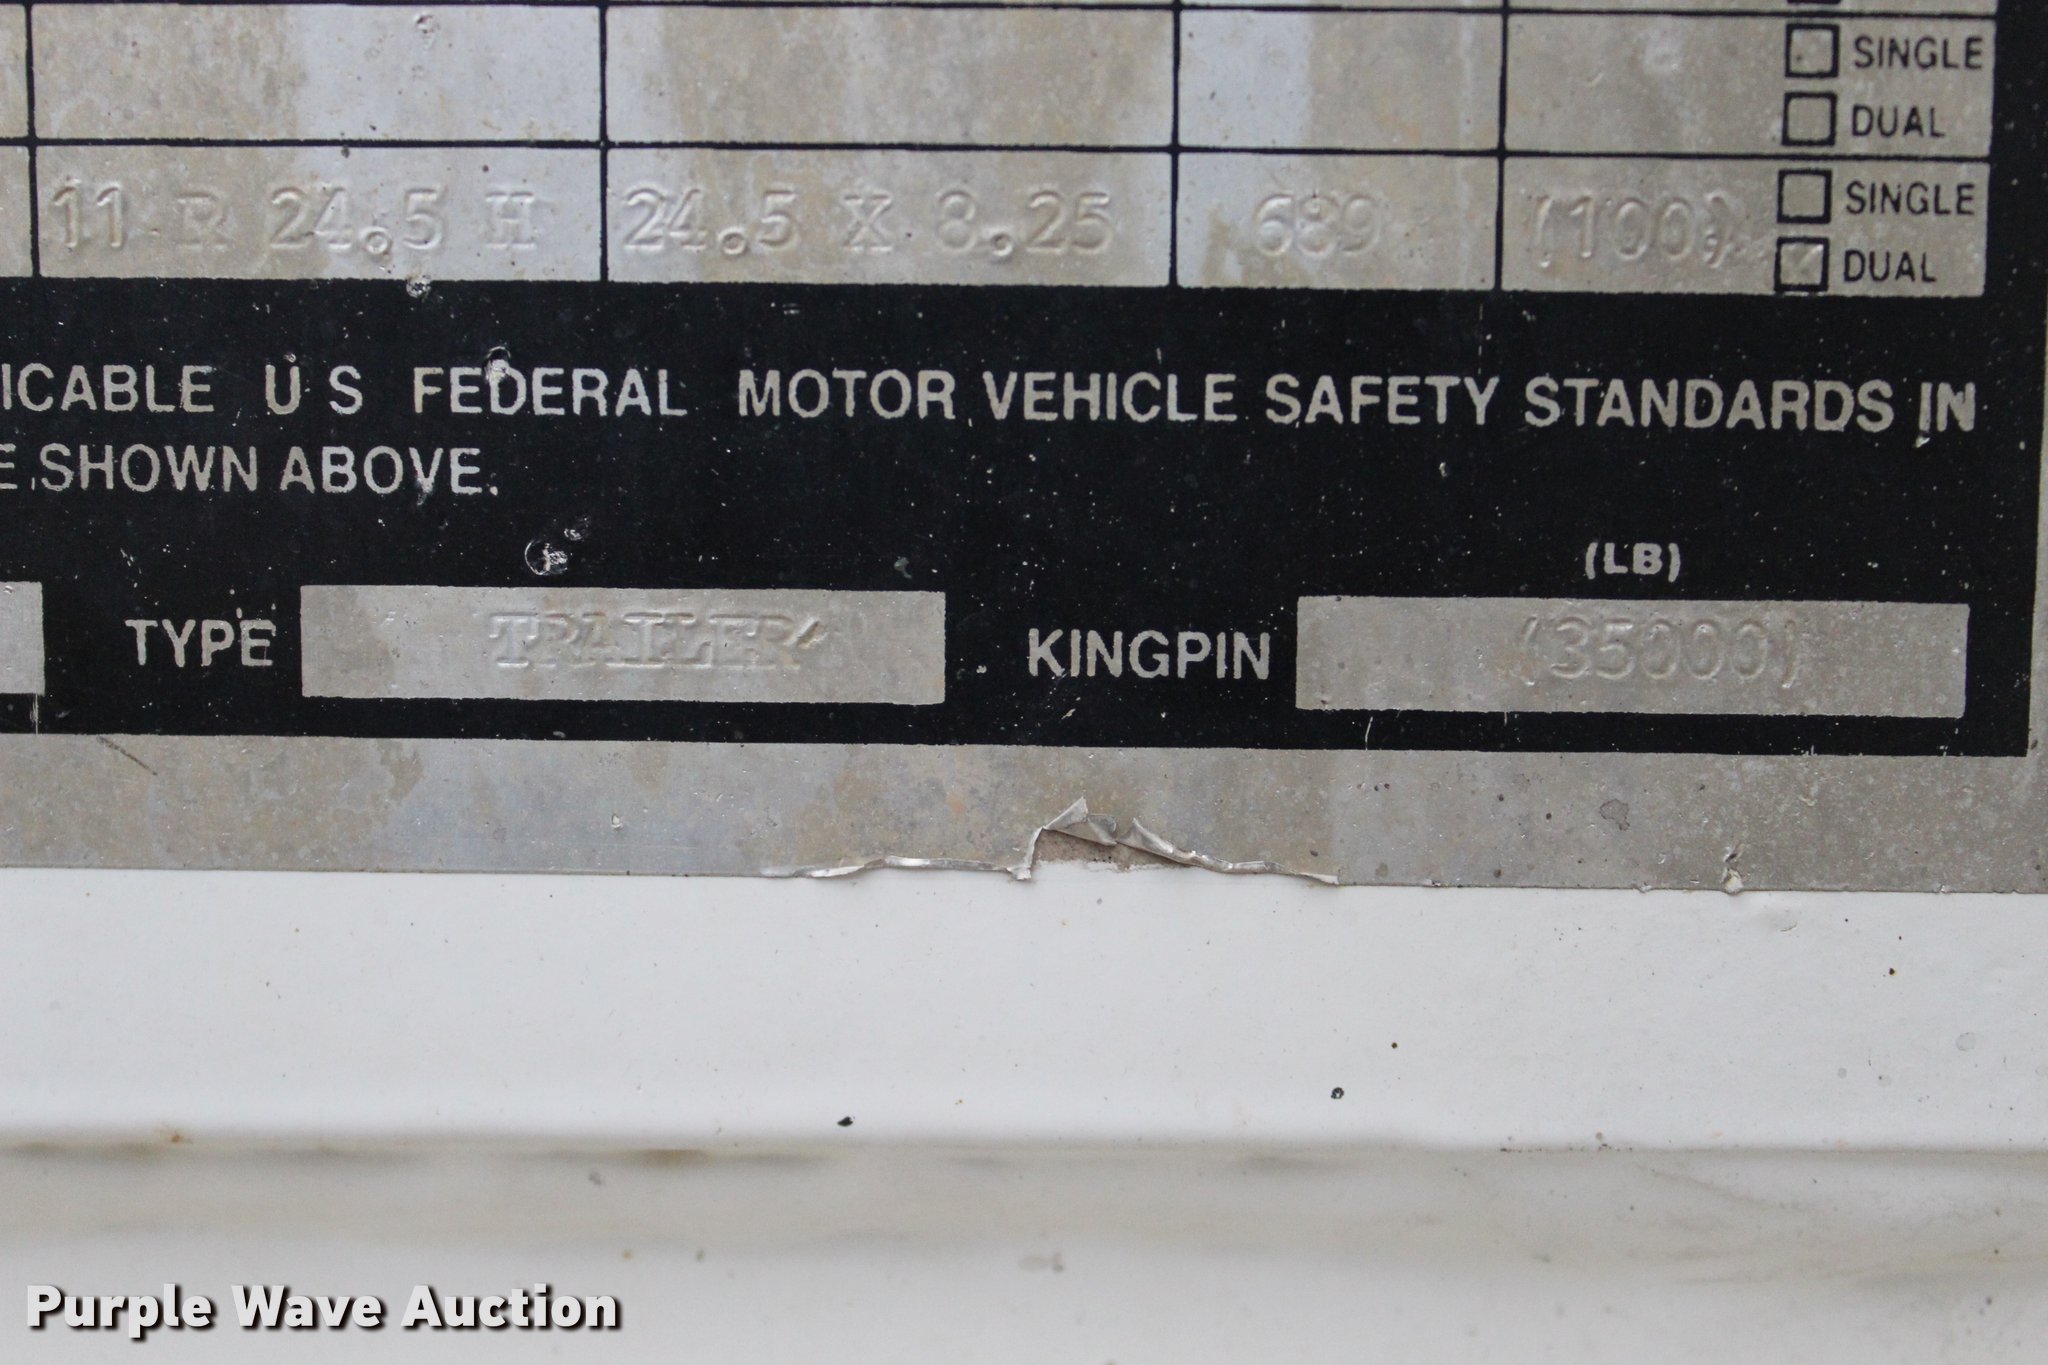 SINGLE
DUAL
11 R 24.5 H 24.5 X 8.25 689 (100) SINGLE
DUAL
ICABLE U S FEDERAL MOTOR VEHICLE SAFETY STANDARDS IN
E SHOWN ABOVE.
(LB)
TYPE TRAILER KINGPIN (35000)
Purple Wave Auction